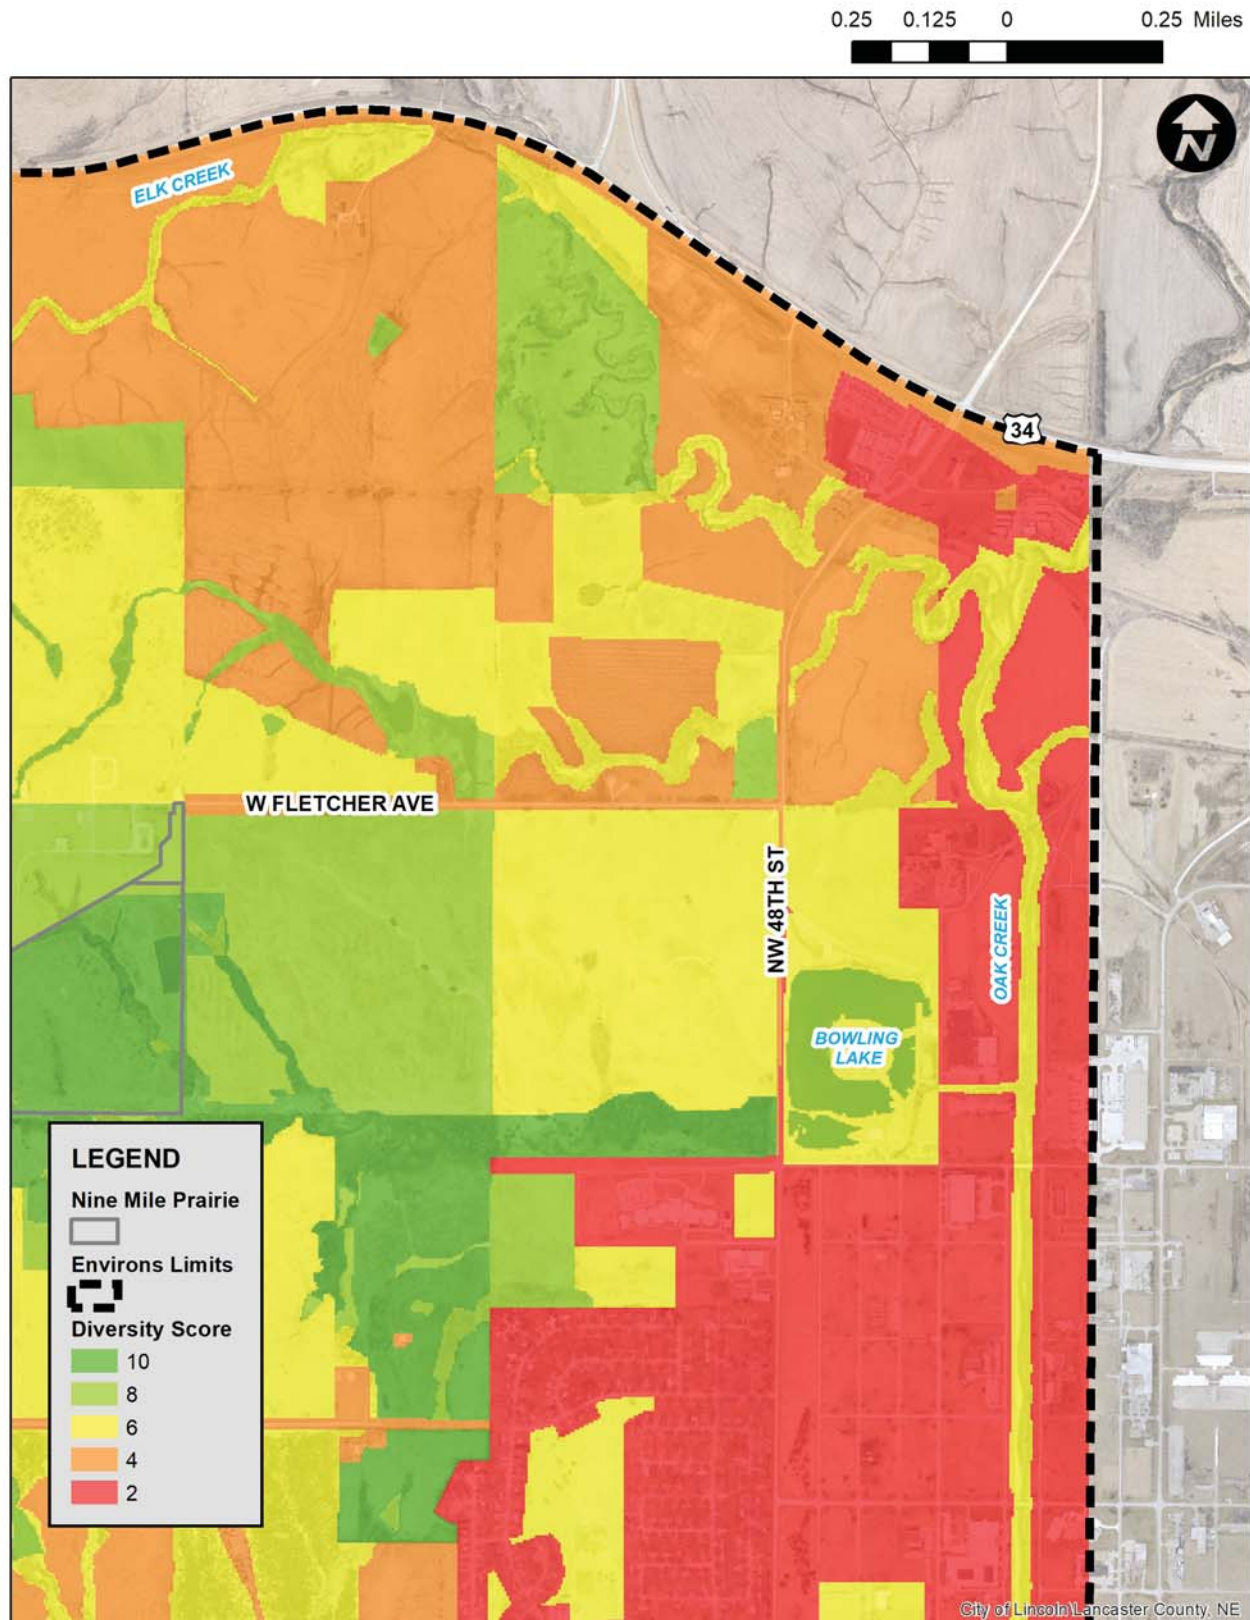 0.25 0.125 0 0.25 Miles
N
ELK CREEK
34
W FLETCHER AVE
NW 48TH ST
OAK CREEK
BOWLING
LAKE
LEGEND
Nine Mile Prairie
Environs Limits
Diversity Score
10
8
6
4
2
City of Lincoln\Lancaster County, NE